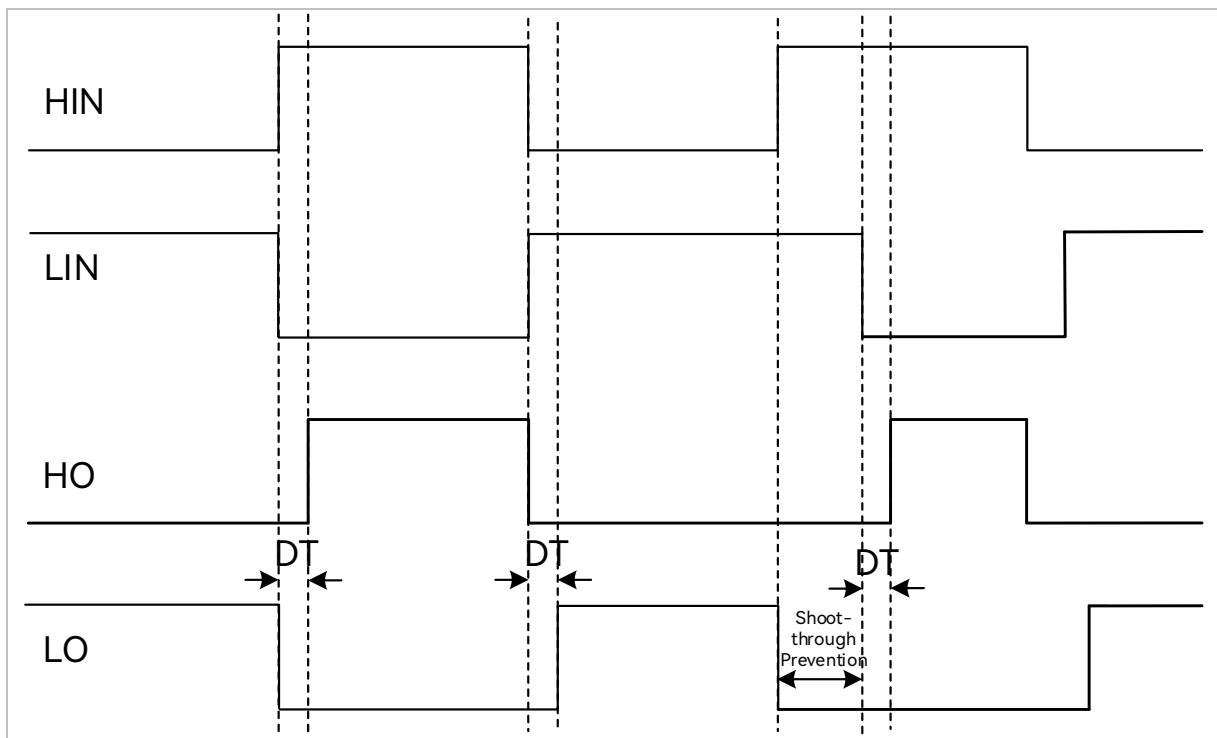 HIN
LIN
HO
DT
DT
DT
LO
Shoot-
through
Prevention